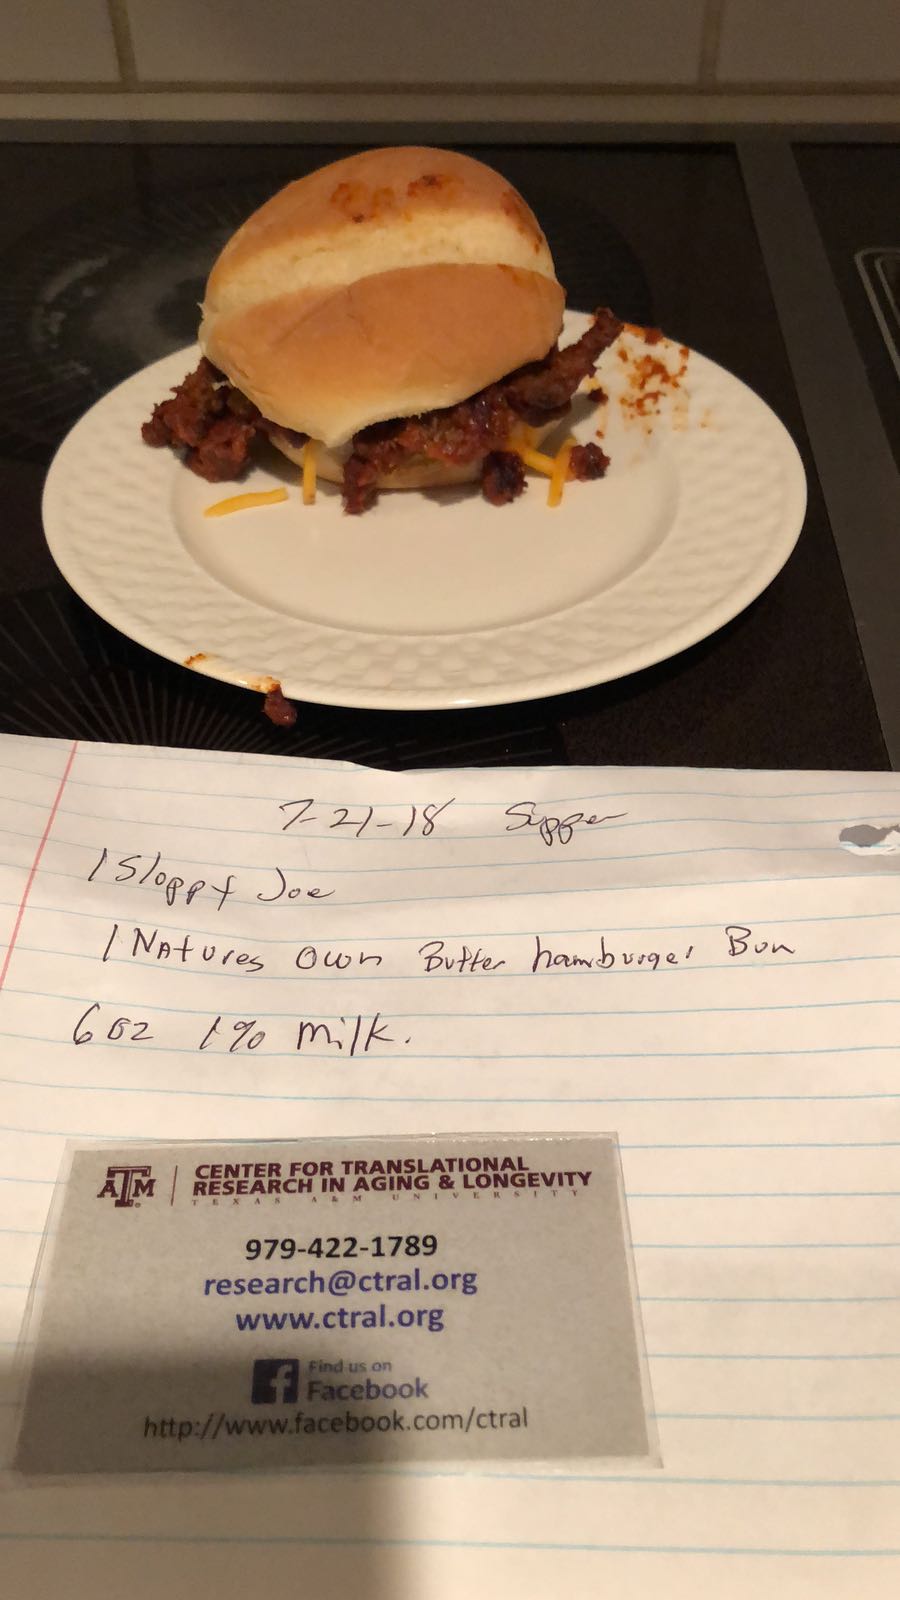 7-21-18 Supper
1 Sloppy Joe
1 Natures Own Butter hamburger Bun
6 oz 1% Milk.
ATM
CENTER FOR TRANSLATIONAL
RESEARCH IN AGING & LONGEVITY
TEXAS A&M UNIVERSITY
979-422-1789
research@ctral.org
www.ctral.org
Find us on
Facebook
http://www.facebook.com/ctral